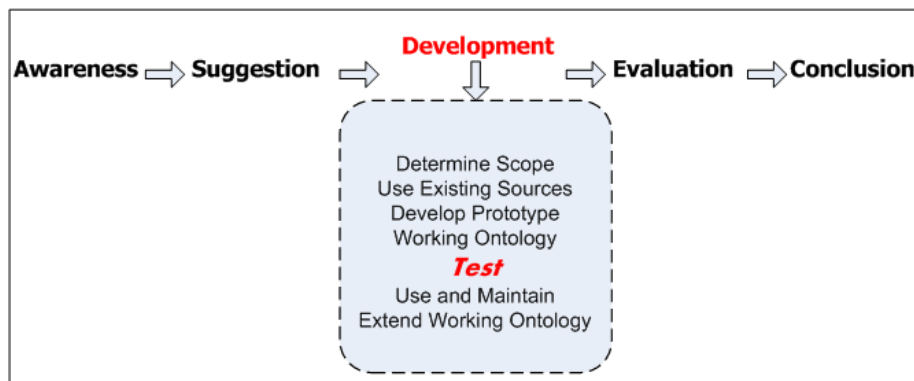 Development
Awareness Suggestion Evaluation Conclusion
Determine Scope
Use Existing Sources
Develop Prototype
Working Ontology
Test
Use and Maintain
Extend Working Ontology